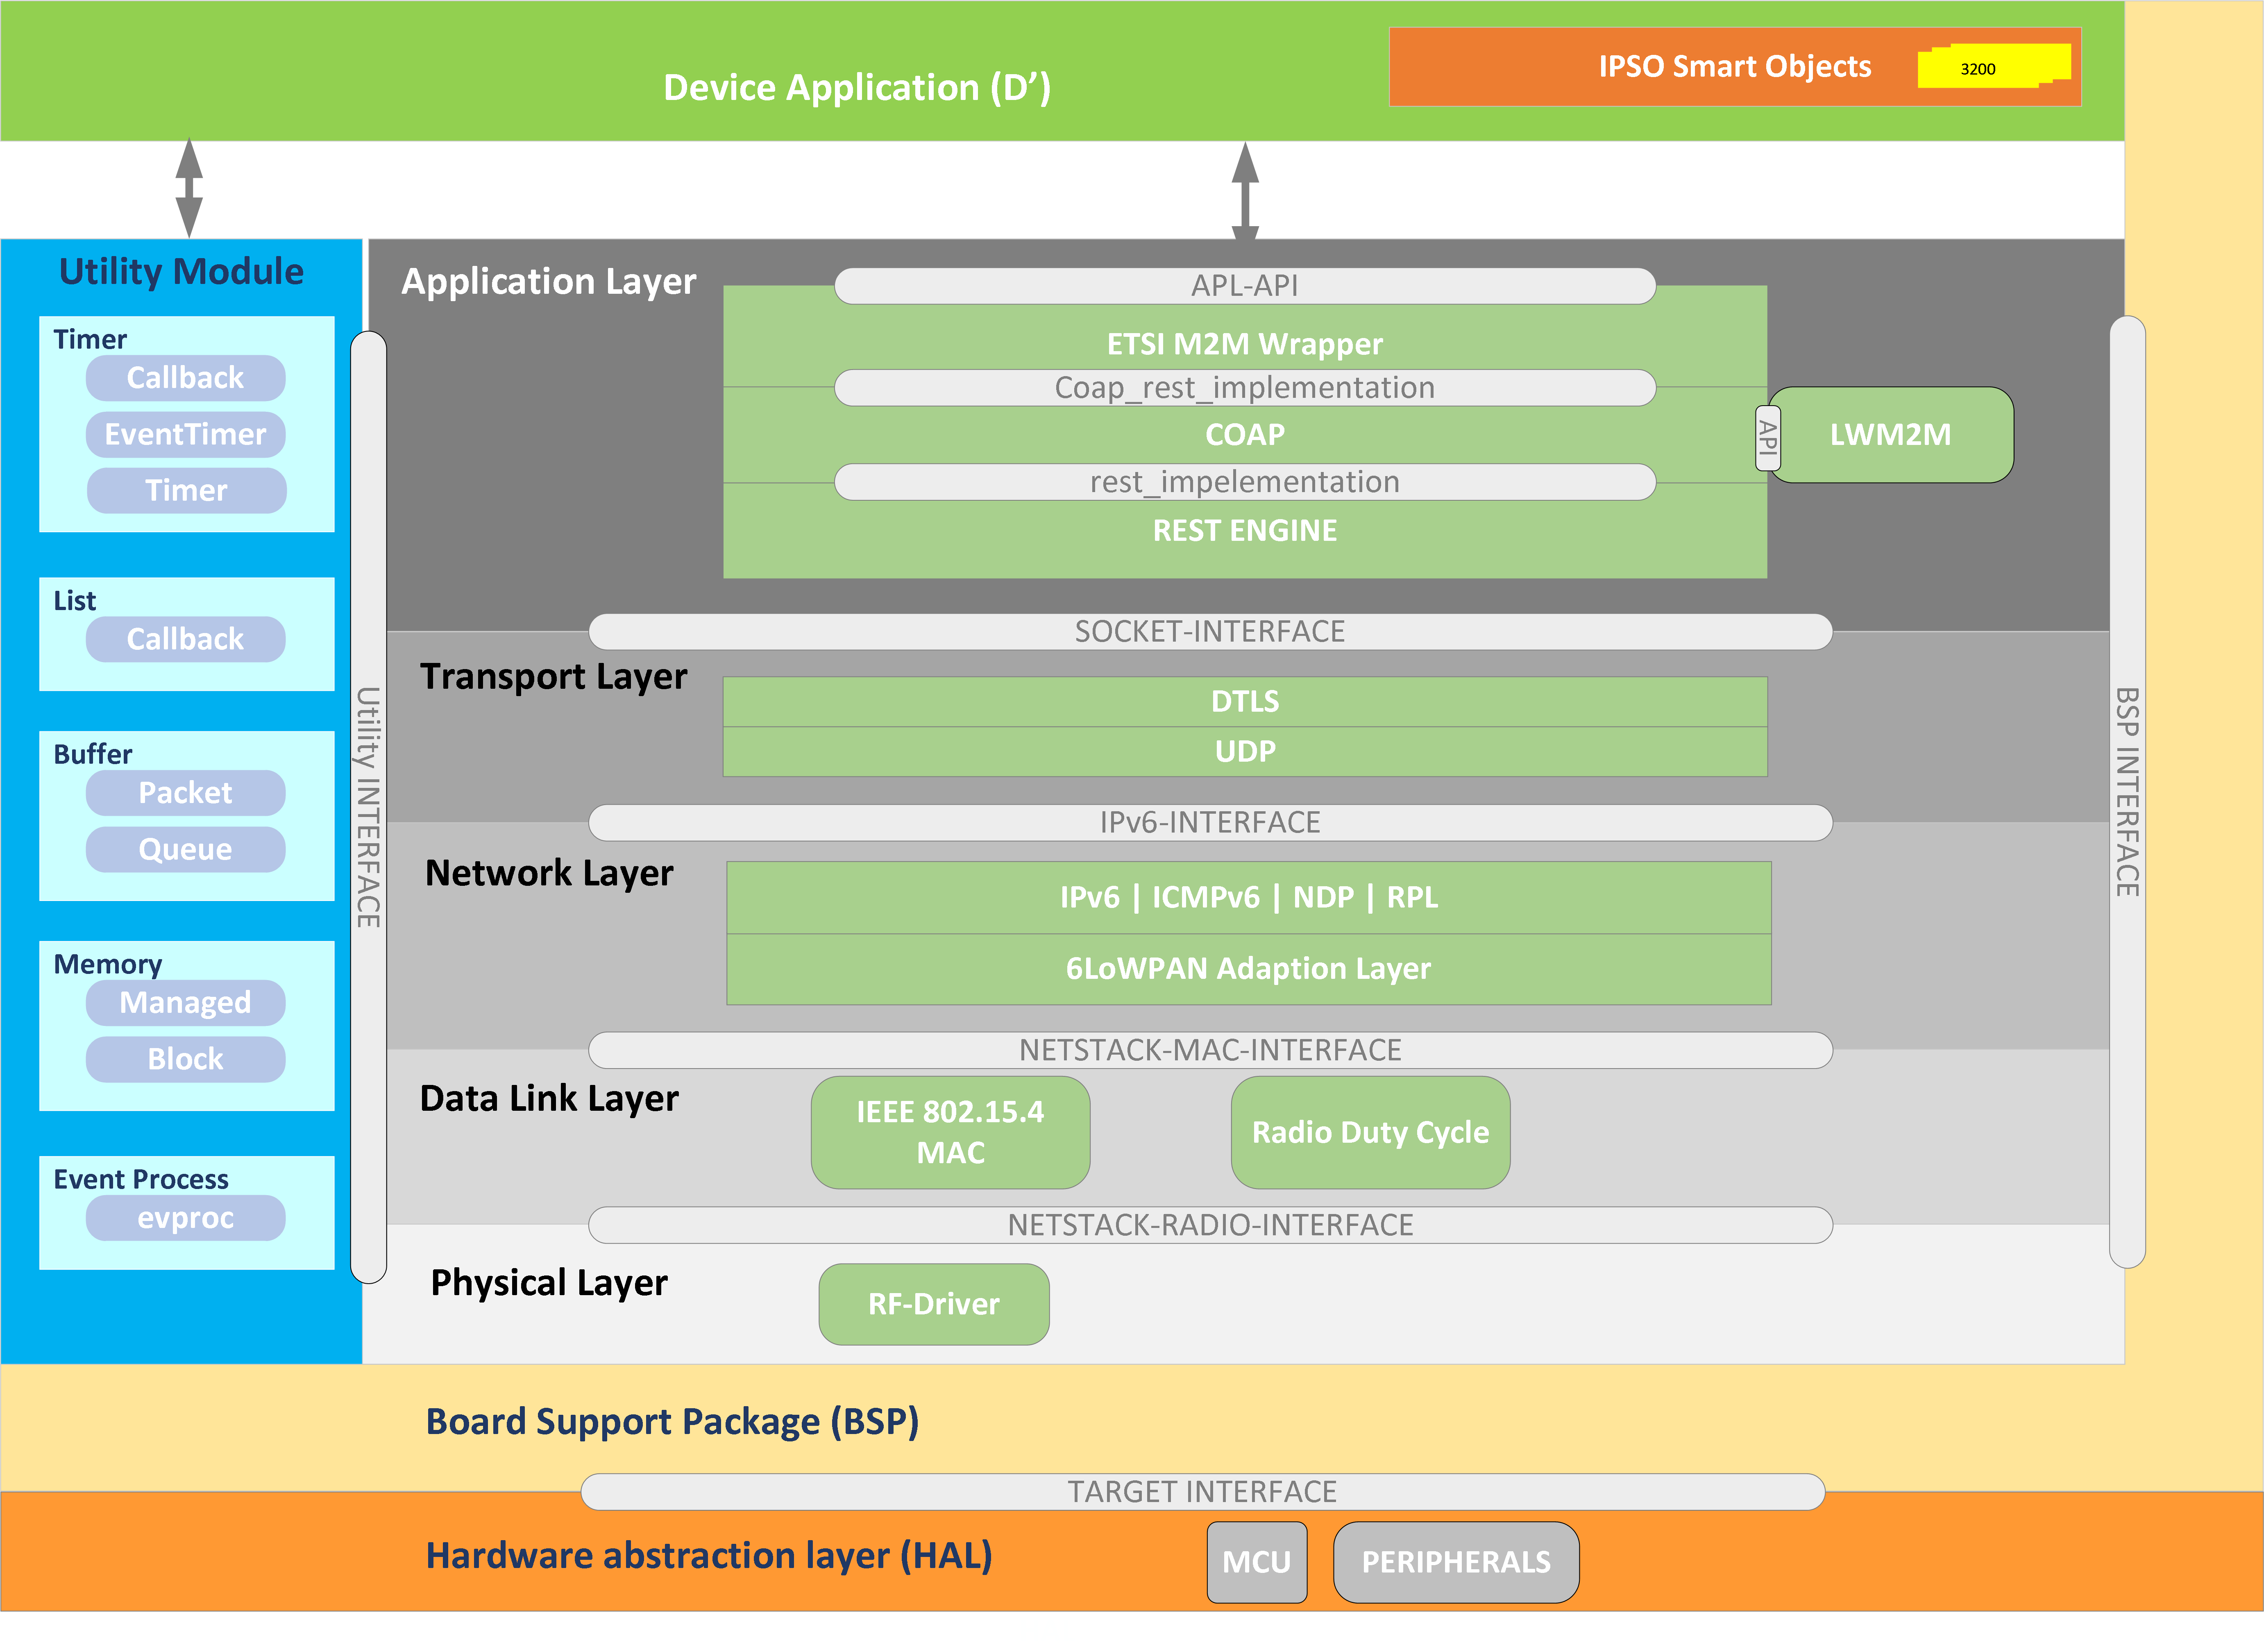 Device Application (D’)
IPSO Smart Objects
3200
Utility Module
Timer
Callback
EventTimer
Timer
List
Callback
Buffer
Packet
Queue
Memory
Managed
Block
Event Process
evproc
Utility INTERFACE
Application Layer
APL-API
ETSI M2M Wrapper
Coap_rest_implementation
COAP
API
LWM2M
rest_impelementation
REST ENGINE
SOCKET-INTERFACE
Transport Layer
DTLS
UDP
IPv6-INTERFACE
Network Layer
IPv6 | ICMPv6 | NDP | RPL
6LoWPAN Adaption Layer
NETSTACK-MAC-INTERFACE
Data Link Layer
IEEE 802.15.4
MAC
Radio Duty Cycle
NETSTACK-RADIO-INTERFACE
Physical Layer
RF-Driver
BSP INTERFACE
Board Support Package (BSP)
TARGET INTERFACE
Hardware abstraction layer (HAL)
MCU
PERIPHERALS